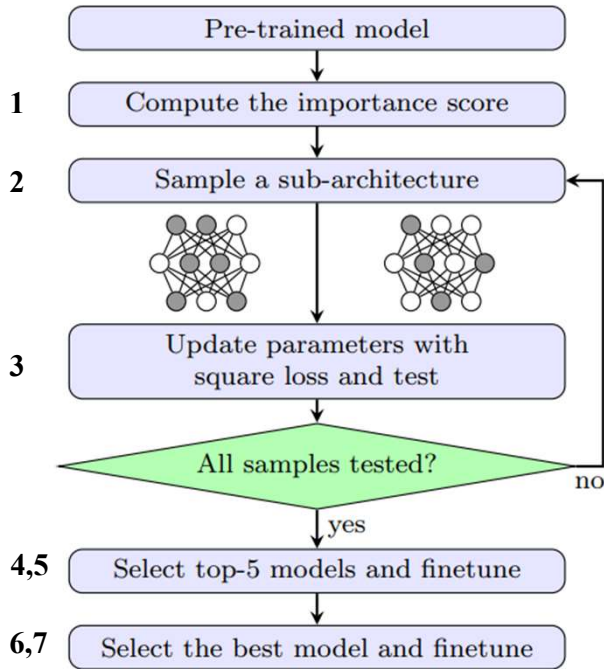 Pre-trained model
1 Compute the importance score
2 Sample a sub-architecture
3 Update parameters with
square loss and test
All samples tested?
no
yes
4,5 Select top-5 models and finetune
6,7 Select the best model and finetune